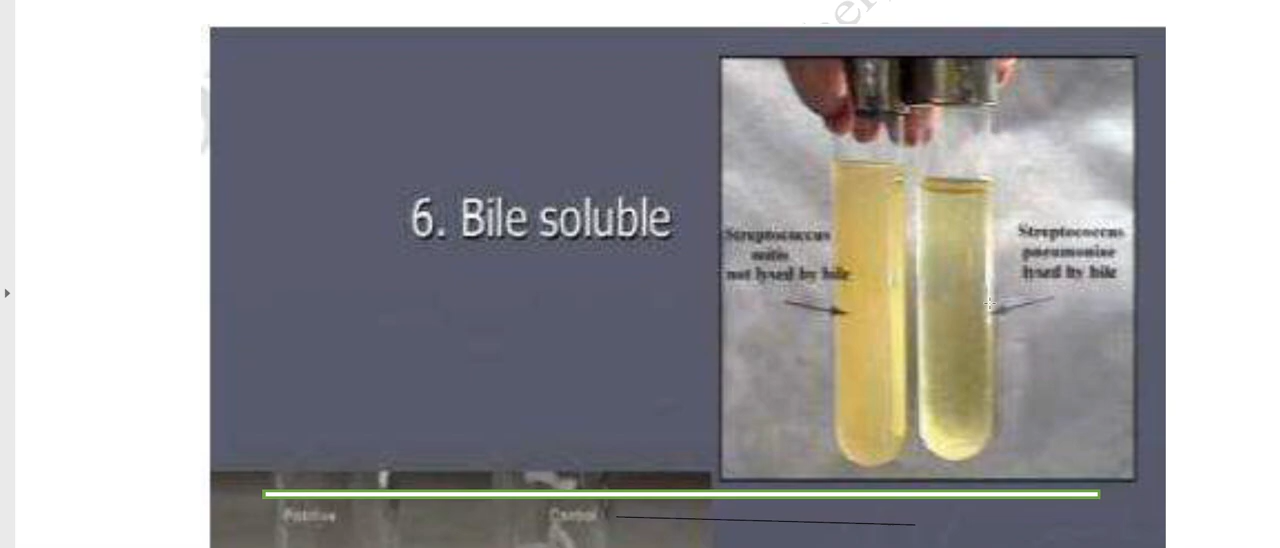 6. Bile soluble
Streptococcus
mitis
not lysed by bile
Streptococcus
pneumoniae
lysed by bile
Positive
Control